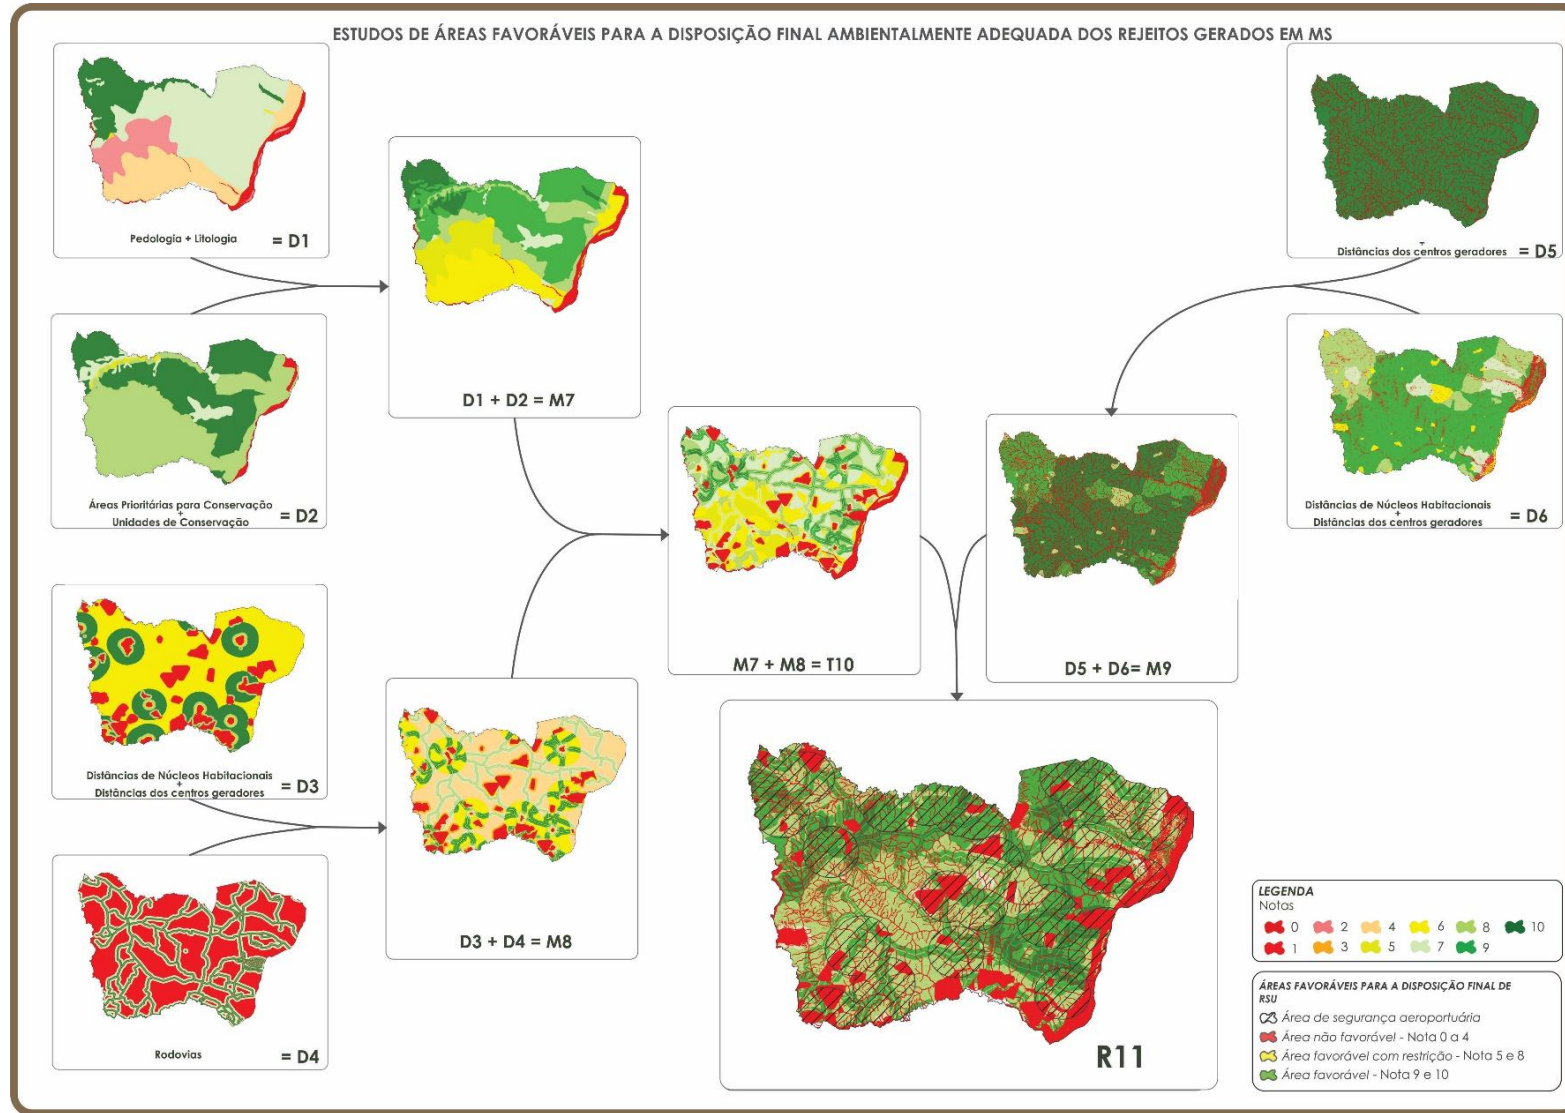 ESTUDOS DE ÁREAS FAVORÁVEIS PARA A DISPOSIÇÃO FINAL AMBIENTALMENTE ADEQUADA DOS REJEITOS GERADOS EM MS
Pedologia + Litologia = D1
Áreas Prioritárias para Conservação
+
Unidades de Conservação = D2
D1 + D2 = M7
Distâncias de Núcleos Habitacionais
+
Distâncias dos centros geradores = D3
Rodovias = D4
D3 + D4 = M8
M7 + M8 = T10
+
Distâncias dos centros geradores = D5
Distâncias de Núcleos Habitacionais
+
Distâncias dos centros geradores = D6
D5 + D6= M9
R11
LEGENDA
Notas
0 2 4 6 8 10
1 3 5 7 9
ÁREAS FAVORÁVEIS PARA A DISPOSIÇÃO FINAL DE
RSU
Área de segurança aeroportuária
Área não favorável - Nota 0 a 4
Área favorável com restrição - Nota 5 e 8
Área favorável - Nota 9 e 10